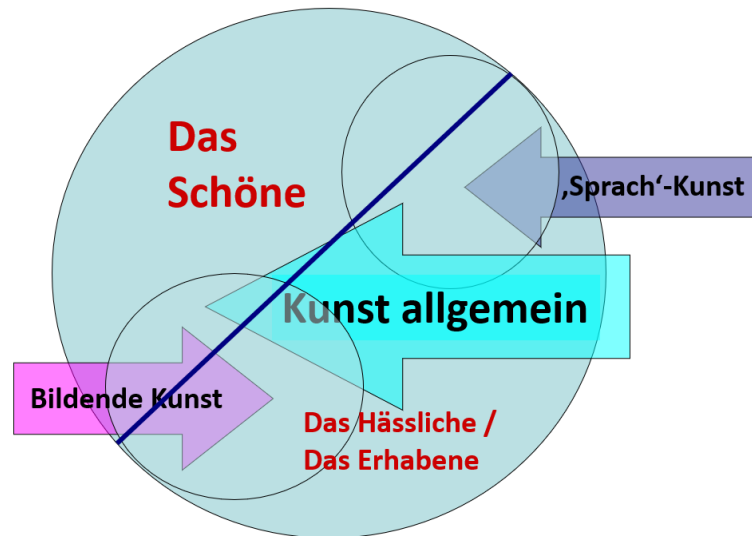 Das
Schöne
‚Sprach‘-Kunst
Kunst allgemein
Bildende Kunst
Das Hässliche /
Das Erhabene